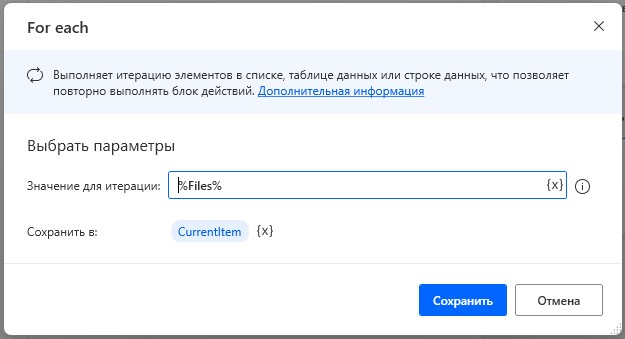 For each
Выполняет итерацию элементов в списке, таблице данных или строке данных, что позволяет
повторно выполнять блок действий. Дополнительная информация
Выбрать параметры
Значение для итерации: %Files% {x}
Сохранить в: CurrentItem {x}
Сохранить Отмена